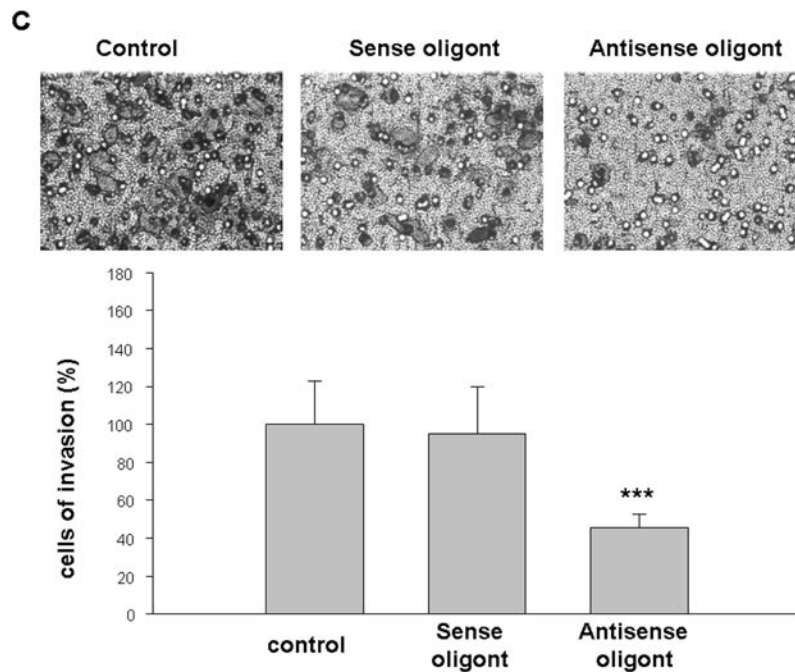 C
Control Sense oligont Antisense oligont
180
160
140
120
100
80
60
40
20
0
cells of invasion (%)
***
control Sense oligont Antisense oligont